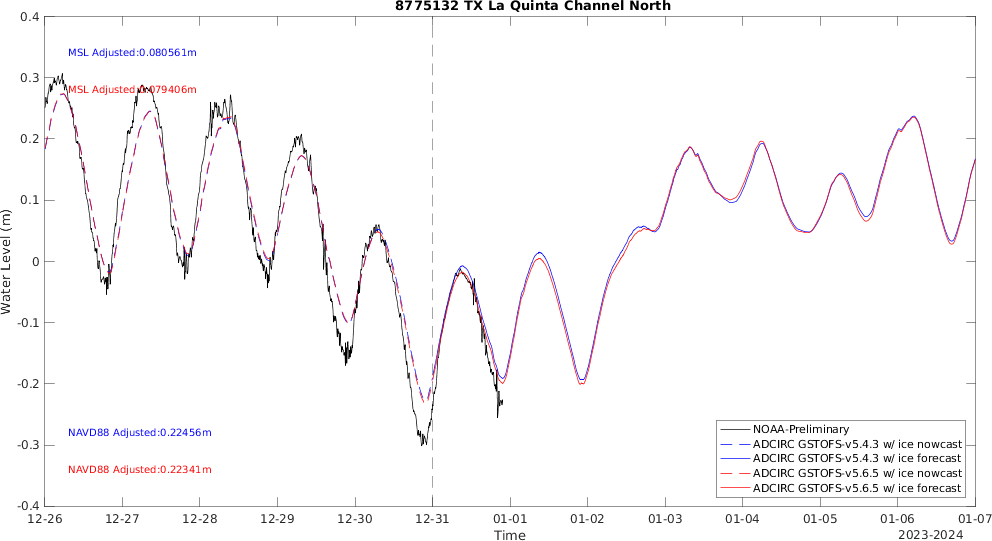 8775132 TX La Quinta Channel North
0.4
0.3
0.2
0.1
0
-0.1
-0.2
-0.3
-0.4
Water Level (m)
MSL Adjusted:0.080561m
MSL Adjusted:0.079406m
NAVD88 Adjusted:0.22456m
NAVD88 Adjusted:0.22341m
NOAA-Preliminary
ADCIRC GSTOFS-v5.4.3 w/ ice nowcast
ADCIRC GSTOFS-v5.4.3 w/ ice forecast
ADCIRC GSTOFS-v5.6.5 w/ ice nowcast
ADCIRC GSTOFS-v5.6.5 w/ ice forecast
12-26 12-27 12-28 12-29 12-30 12-31 01-01 01-02 01-03 01-04 01-05 01-06 01-07
Time
2023-2024